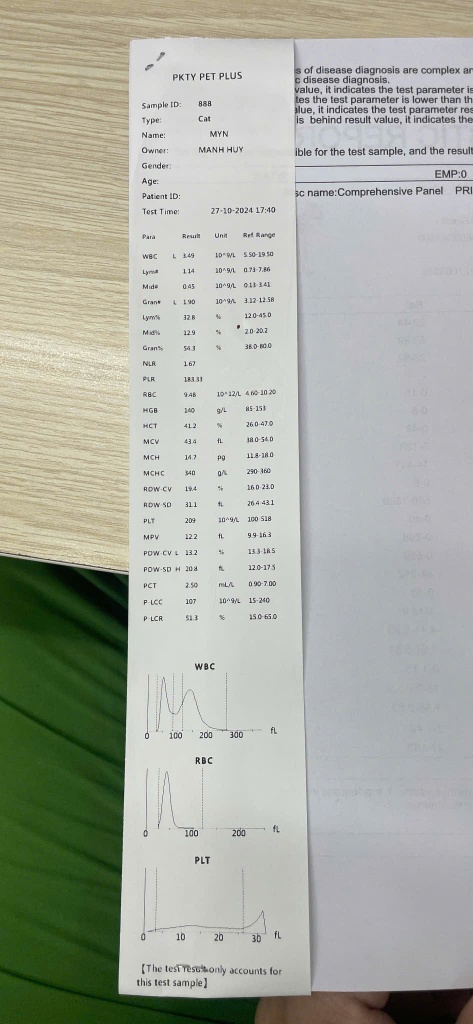 PKTY PET PLUS
Sample ID: 888
Type: Cat
Name: MYN
Owner: MANH HUY
Gender:
Age:
Patient ID:
Test Time: 27-10-2024 17:40
Para Result Unit Ref Range
WBC L 3.49 10^9/L 5.50-19.50
Lym# 1.14 10^9/L 0.73-7.86
Mid# 0.45 10^9/L 0.13-3.41
Gran# L 1.90 10^9/L 3.12-12.58
Lym% 32.8 % 12.0-45.0
Mid% 12.9 % 2.0-20.2
Gran% 54.3 % 38.0-80.0
NLR 1.67
PLR 183.33
RBC 9.48 10^12/L 4.60-10.20
HGB 140 g/L 85-153
HCT 41.2 % 26.0-47.0
MCV 43.4 fL 38.0-54.0
MCH 14.7 pg 11.8-18.0
MCHC 340 g/L 290-360
RDW-CV 19.4 % 16.0-23.0
RDW-SD 31.1 fL 26.4-43.1
PLT 209 10^9/L 100-518
MPV 12.2 fL 9.9-16.3
PDW-CV L 13.2 % 13.3-18.5
PDW-SD H 20.8 fL 12.0-17.5
PCT 2.50 mL/L 0.90-7.00
P-LCC 107 10^9/L 15-240
P-LCR 51.3 % 15.0-65.0
WBC
0 100 200 300 fL
RBC
0 100 200 fL
PLT
0 10 20 30 fL
【The test result only accounts for
this test sample】
s of disease diagnosis are complex an
c disease diagnosis.
value, it indicates the test parameter is
tes the test parameter is lower than th
alue, it indicates the test parameter res
is behind result value, it indicates the
ible for the test sample, and the result
EMP:0
sc name:Comprehensive Panel PRI